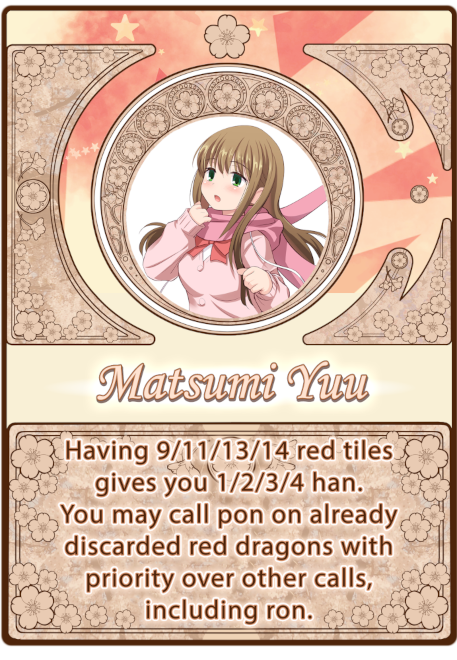 Matsumi Yuu
Having 9/11/13/14 red tiles
gives you 1/2/3/4 han.
You may call pon on already
discarded red dragons with
priority over other calls,
including ron.